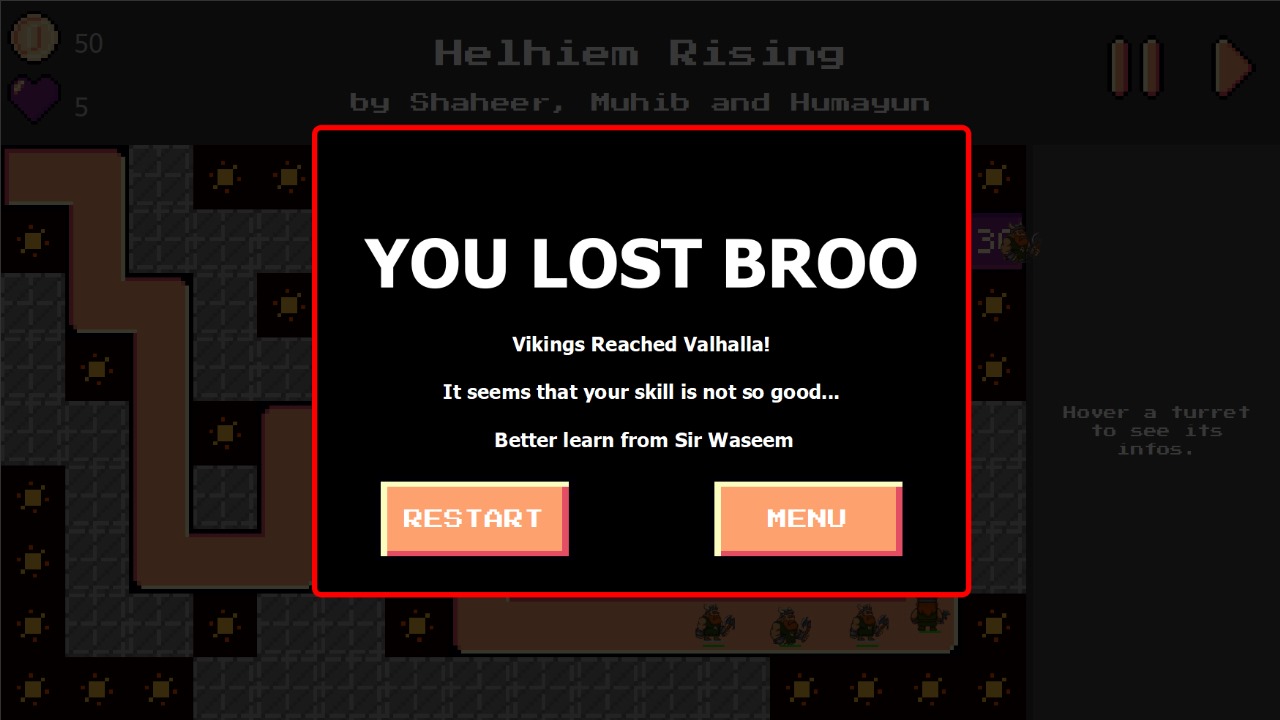 50
Helhiem Rising
by Shaheer, Muhib and Humayun
5
YOU LOST BROO
Vikings Reached Valhalla!
It seems that your skill is not so good...
Better learn from Sir Waseem
RESTART
MENU
Hover a turret
to see its
infos.